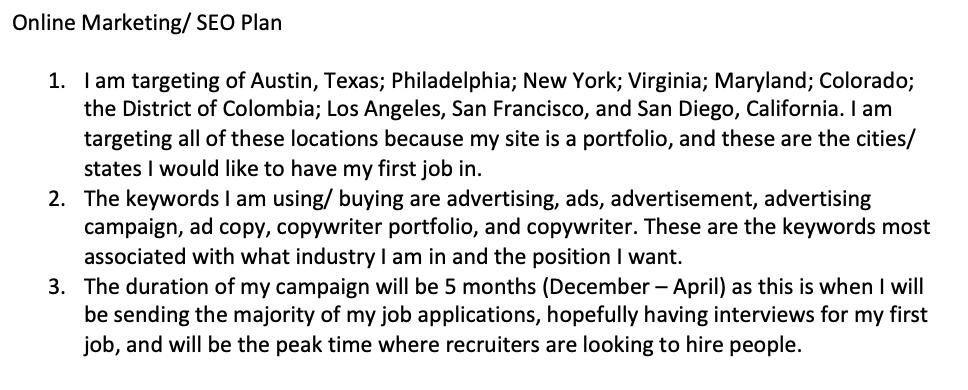 Online Marketing/ SEO Plan
1. I am targeting of Austin, Texas; Philadelphia; New York; Virginia; Maryland; Colorado;
the District of Colombia; Los Angeles, San Francisco, and San Diego, California. I am
targeting all of these locations because my site is a portfolio, and these are the cities/
states I would like to have my first job in.
2. The keywords I am using/ buying are advertising, ads, advertisement, advertising
campaign, ad copy, copywriter portfolio, and copywriter. These are the keywords most
associated with what industry I am in and the position I want.
3. The duration of my campaign will be 5 months (December – April) as this is when I will
be sending the majority of my job applications, hopefully having interviews for my first
job, and will be the peak time where recruiters are looking to hire people.